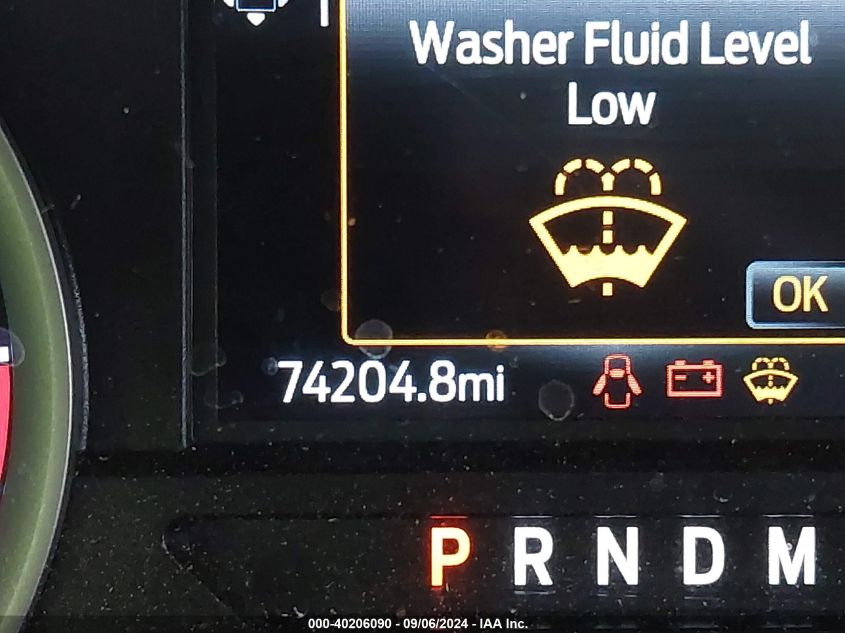 Washer Fluid Level
Low
OK
74204.8mi
P R N D M
000-40206090 - 09/06/2024 - IAA Inc.